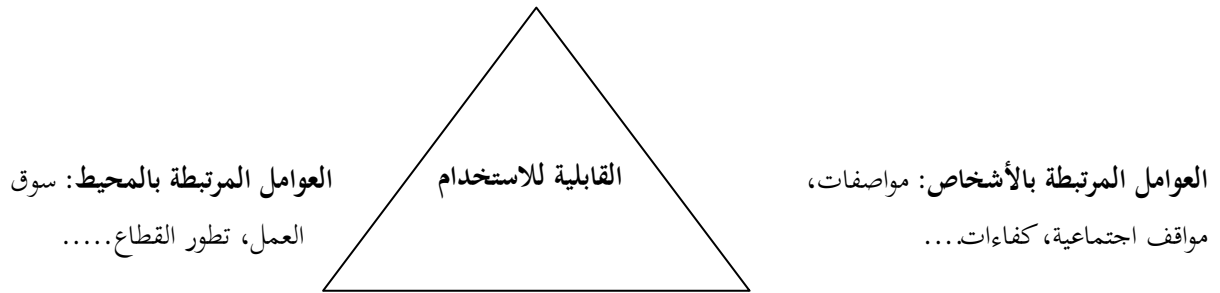 القابلية للاستخدام
العوامل المرتبطة بالأشخاص: مواصفات،
مواقف اجتماعية، كفاءات....
العوامل المرتبطة بالمحيط: سوق
العمل، تطور القطاع.....